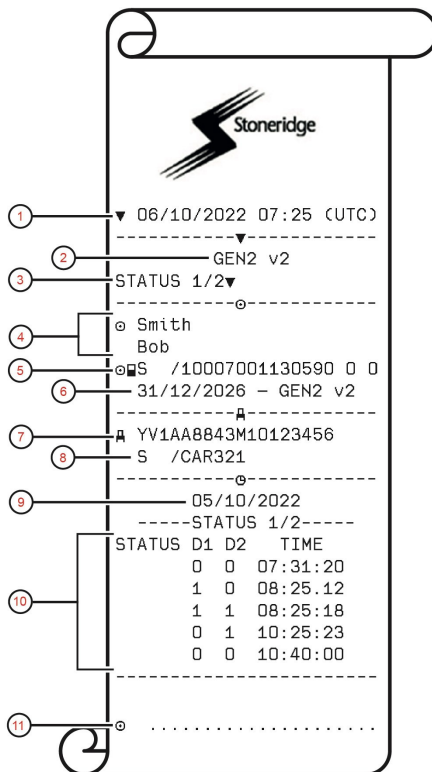 Stoneridge
1 ▼ 06/10/2022 07:25 (UTC)
-------------▼-------------
2 GEN2 v2
3 STATUS 1/2▼
-------------⊙-------------
4 ⊙ Smith
Bob
5 ⊙S /10007001130590 0 0
6 31/12/2026 – GEN2 v2
---------------------------
7 YV1AA8843M10123456
8 S /CAR321
---------------------------
9 05/10/2022
-----STATUS 1/2-----
10 STATUS D1 D2 TIME
0 0 07:31:20
1 0 08:25.12
1 1 08:25:18
0 1 10:25:23
0 0 10:40:00
---------------------------
11 ⊙ ......................